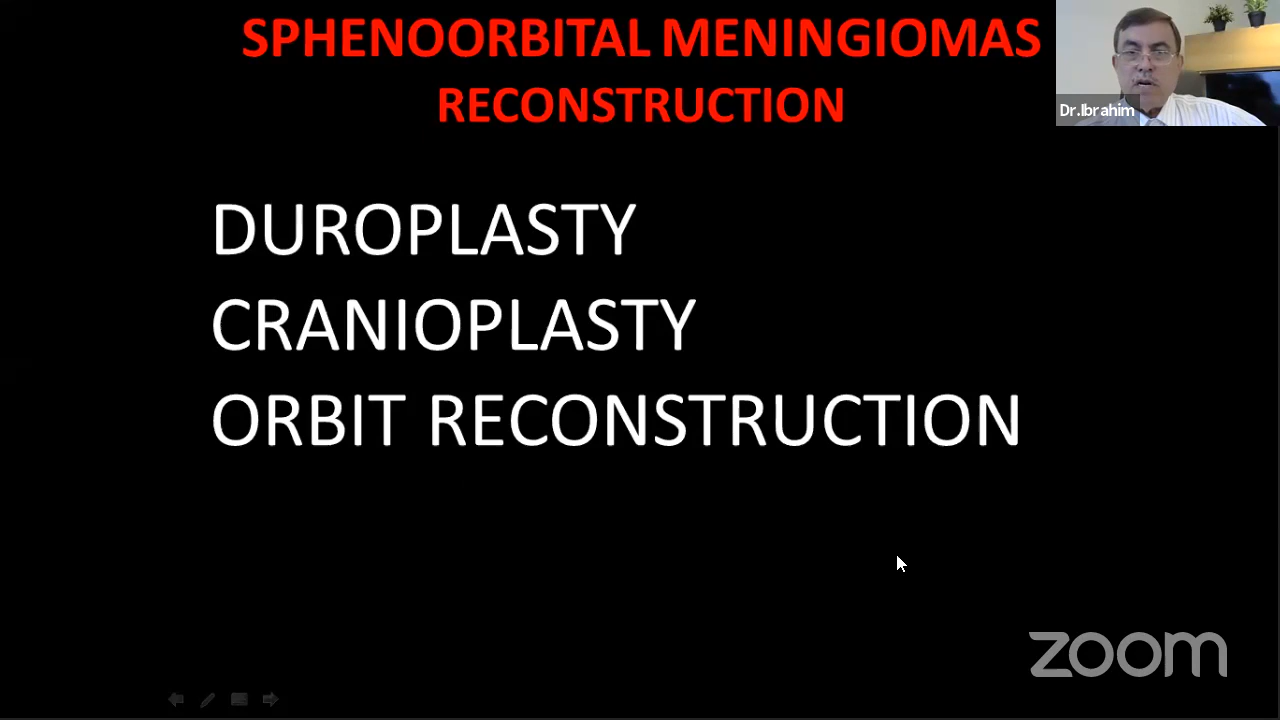 SPHENOORBITAL MENINGIOMAS
RECONSTRUCTION
Dr.Ibrahim
DUROPLASTY
CRANIOPLASTY
ORBIT RECONSTRUCTION
zoom